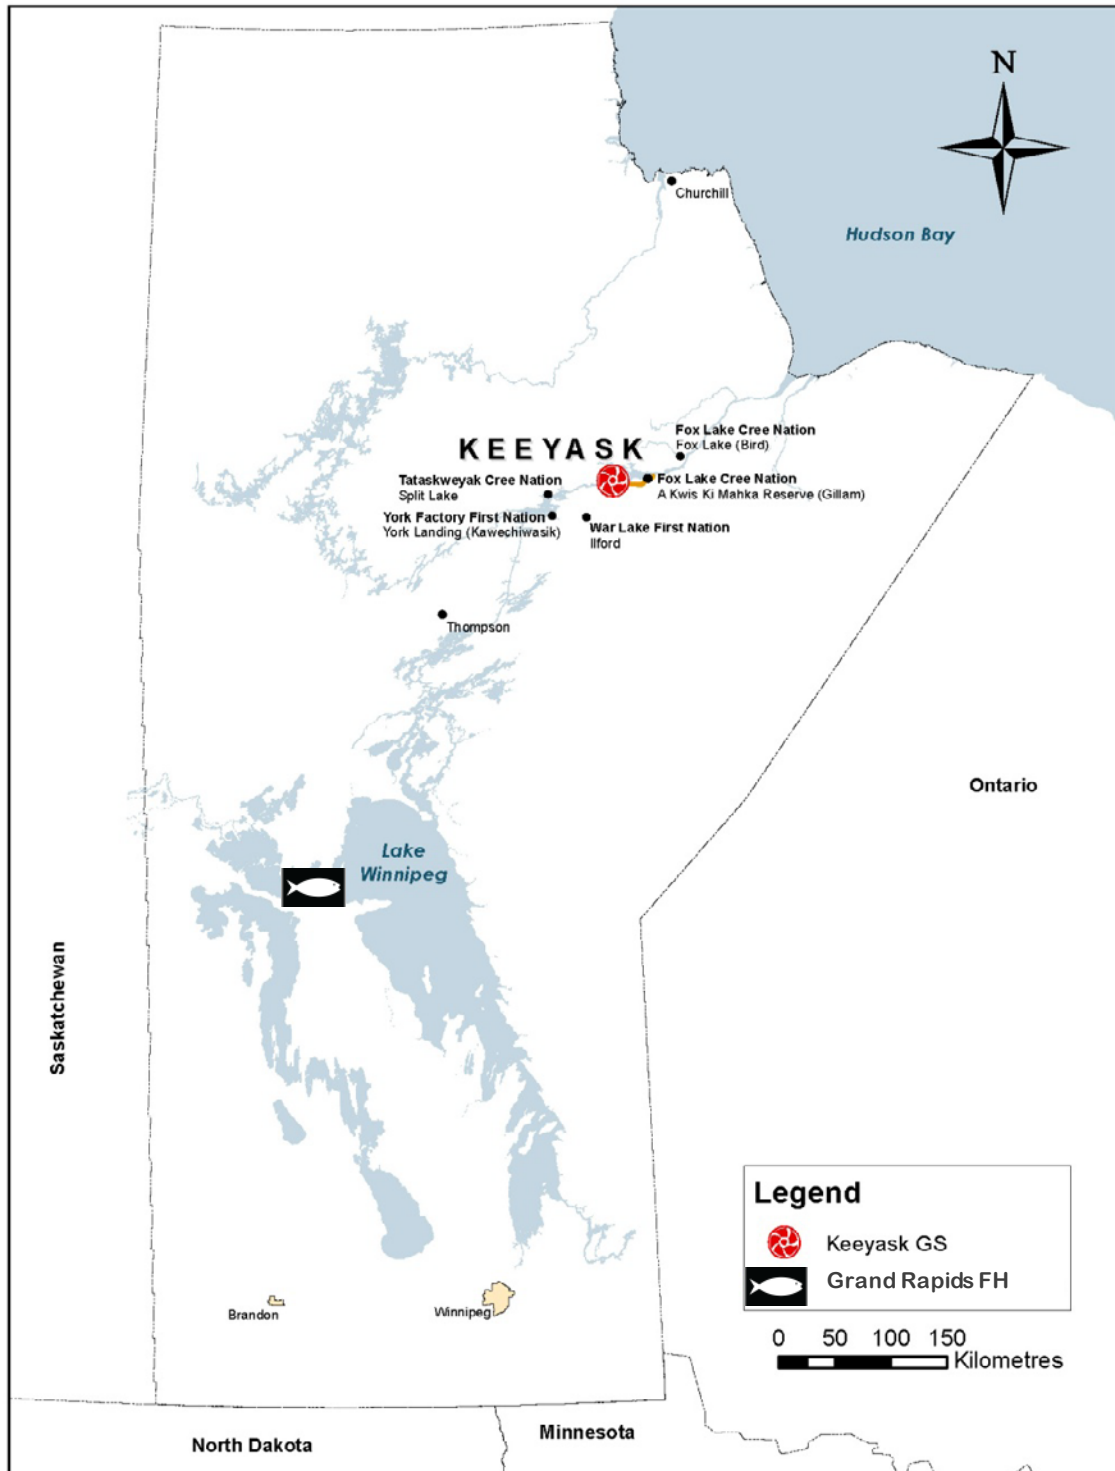 N
Churchill
Hudson Bay
KEEYASK
Fox Lake Cree Nation
Fox Lake (Bird)
Tataskweyak Cree Nation
Split Lake
Fox Lake Cree Nation
A Kwis Ki Mahka Reserve (Gillam)
York Factory First Nation
York Landing (Kawechiwasik)
War Lake First Nation
Ilford
Thompson
Ontario
Lake
Winnipeg
Saskatchewan
Legend
Keeyask GS
Grand Rapids FH
Brandon
Winnipeg
0 50 100 150
Kilometres
North Dakota
Minnesota